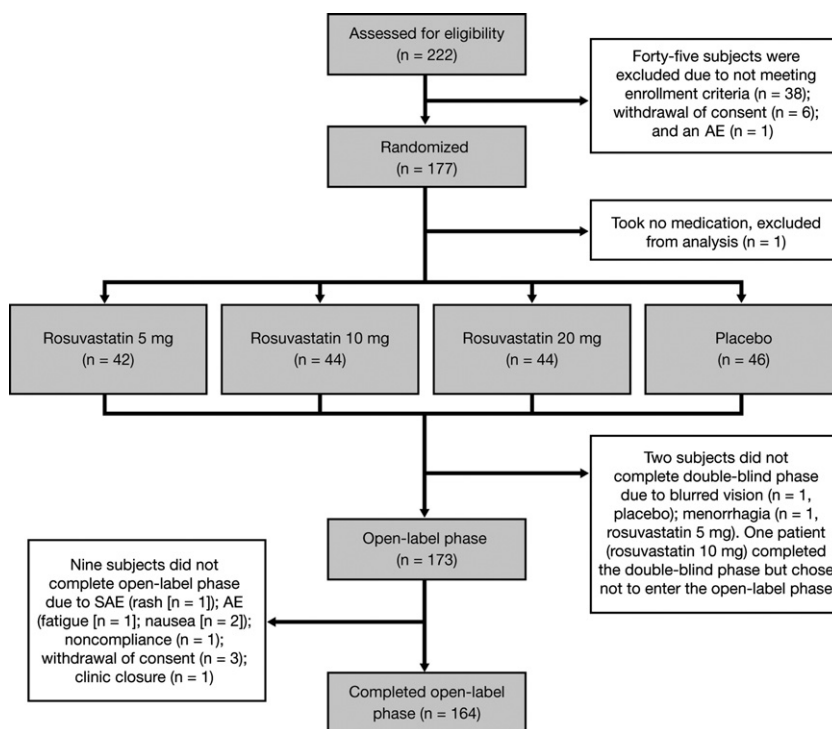 Assessed for eligibility
(n = 222)
Forty-five subjects were
excluded due to not meeting
enrollment criteria (n = 38);
withdrawal of consent (n = 6);
and an AE (n = 1)
Randomized
(n = 177)
Took no medication, excluded
from analysis (n = 1)
Rosuvastatin 5 mg
(n = 42)
Rosuvastatin 10 mg
(n = 44)
Rosuvastatin 20 mg
(n = 44)
Placebo
(n = 46)
Two subjects did not
complete double-blind phase
due to blurred vision (n = 1,
placebo); menorrhagia (n = 1,
rosuvastatin 5 mg). One patient
(rosuvastatin 10 mg) completed
the double-blind phase but chose
not to enter the open-label phase
Open-label phase
(n = 173)
Nine subjects did not
complete open-label phase
due to SAE (rash [n = 1]); AE
(fatigue [n = 1]; nausea [n = 2]);
noncompliance (n = 1);
withdrawal of consent (n = 3);
clinic closure (n = 1)
Completed open-label
phase (n = 164)